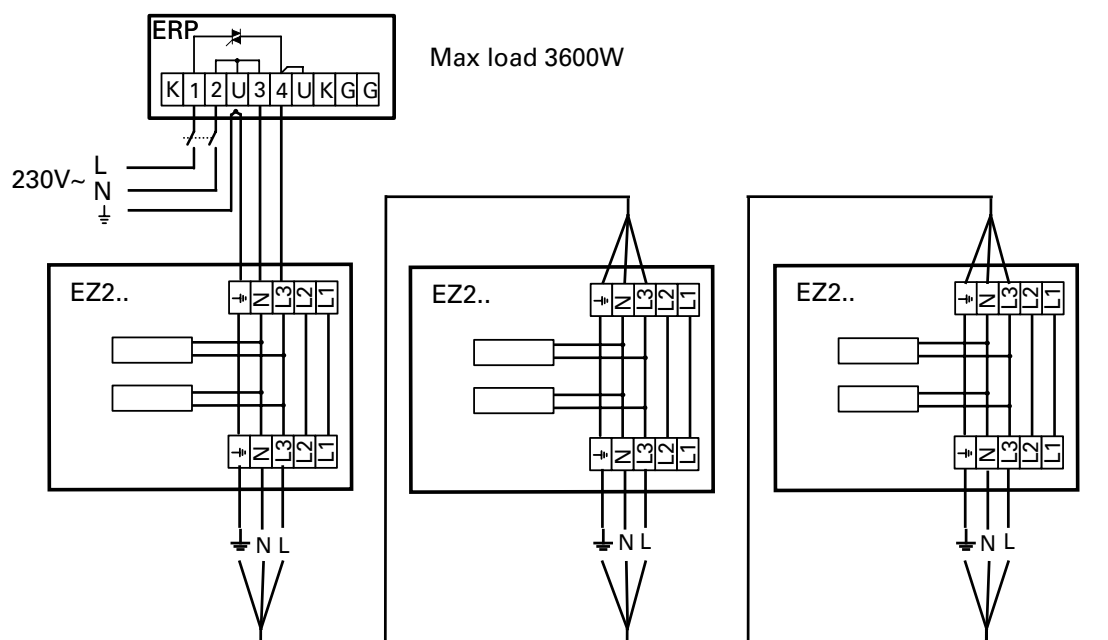 ERP
Max load 3600W
K 1 2 U 3 4 U K G G
230V~
L
N
EZ2..
N L3 L2 L1
N L3 L2 L1
N L
EZ2..
N L3 L2 L1
N L3 L2 L1
N L
EZ2..
N L3 L2 L1
N L3 L2 L1
N L